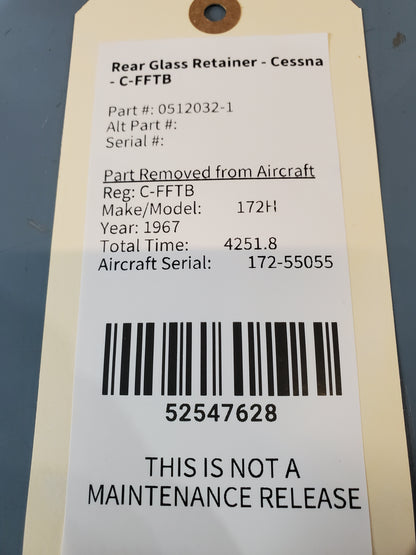 Rear Glass Retainer - Cessna
- C-FFTB
Part #: 0512032-1
Alt Part #:
Serial #:
Part Removed from Aircraft
Reg: C-FFTB
Make/Model: 172H
Year: 1967
Total Time: 4251.8
Aircraft Serial: 172-55055
52547628
THIS IS NOT A
MAINTENANCE RELEASE